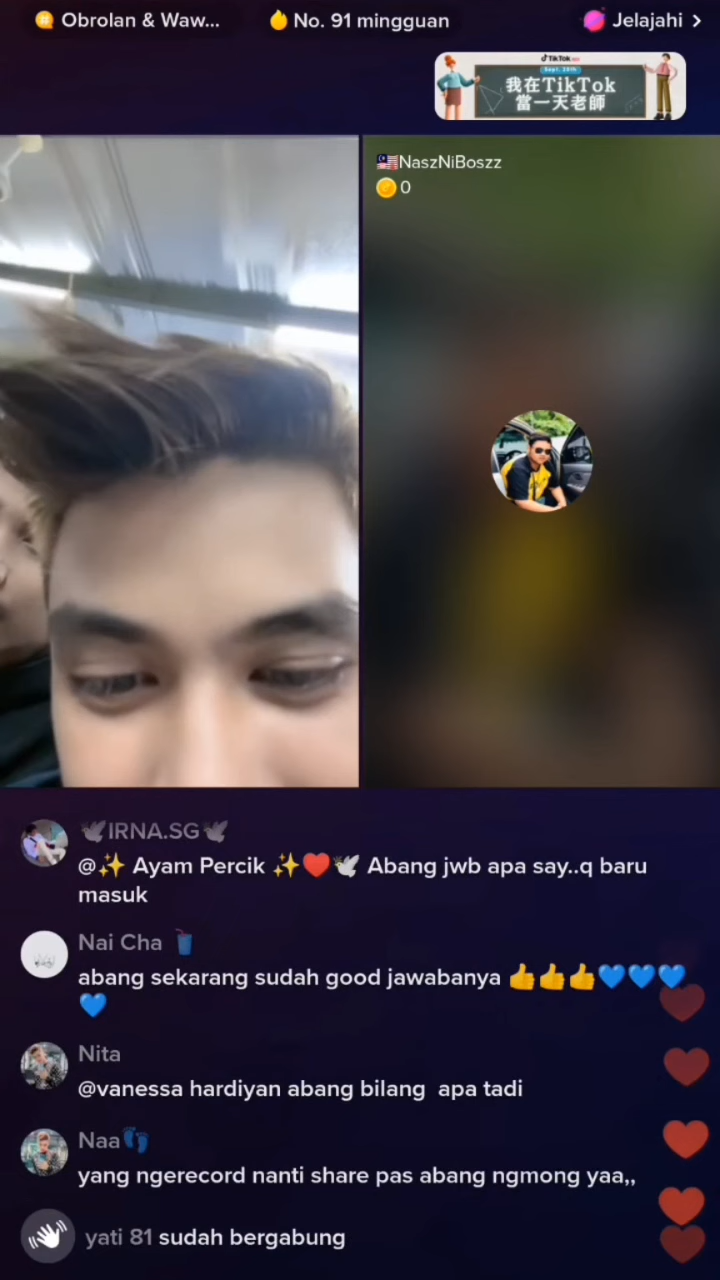 Obrolan & Waw...
No. 91 mingguan
Jelajahi >
TikTok
Sept. 28th
我在TikTok
當一天老師
🇲🇾NaszNiBoszz
0
🕊️IRNA.SG🕊️
@✨ Ayam Percik ✨❤️🕊️ Abang jwb apa say..q baru
masuk
Nai Cha 🥤
abang sekarang sudah good jawabanya 👍👍👍💙💙💙
💙
Nita
@vanessa hardiyan abang bilang  apa tadi
Naa👣
yang ngerecord nanti share pas abang ngmong yaa,,
yati 81 sudah bergabung